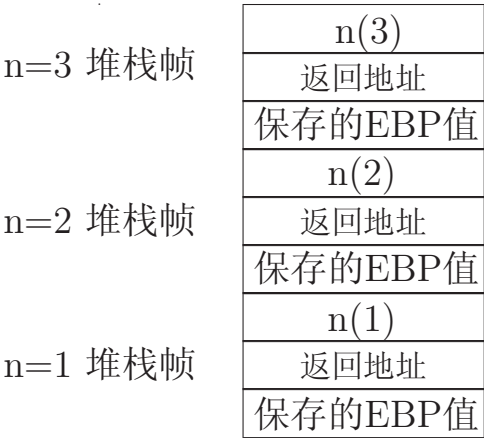 n(3)
n=3 堆栈帧
返回地址
保存的EBP值
n(2)
n=2 堆栈帧
返回地址
保存的EBP值
n(1)
n=1 堆栈帧
返回地址
保存的EBP值